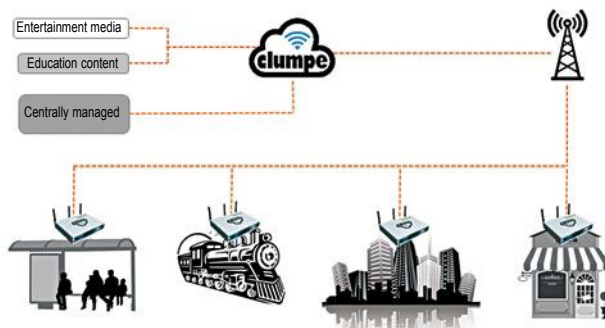 Entertainment media
clumpe
Education content
Centrally managed